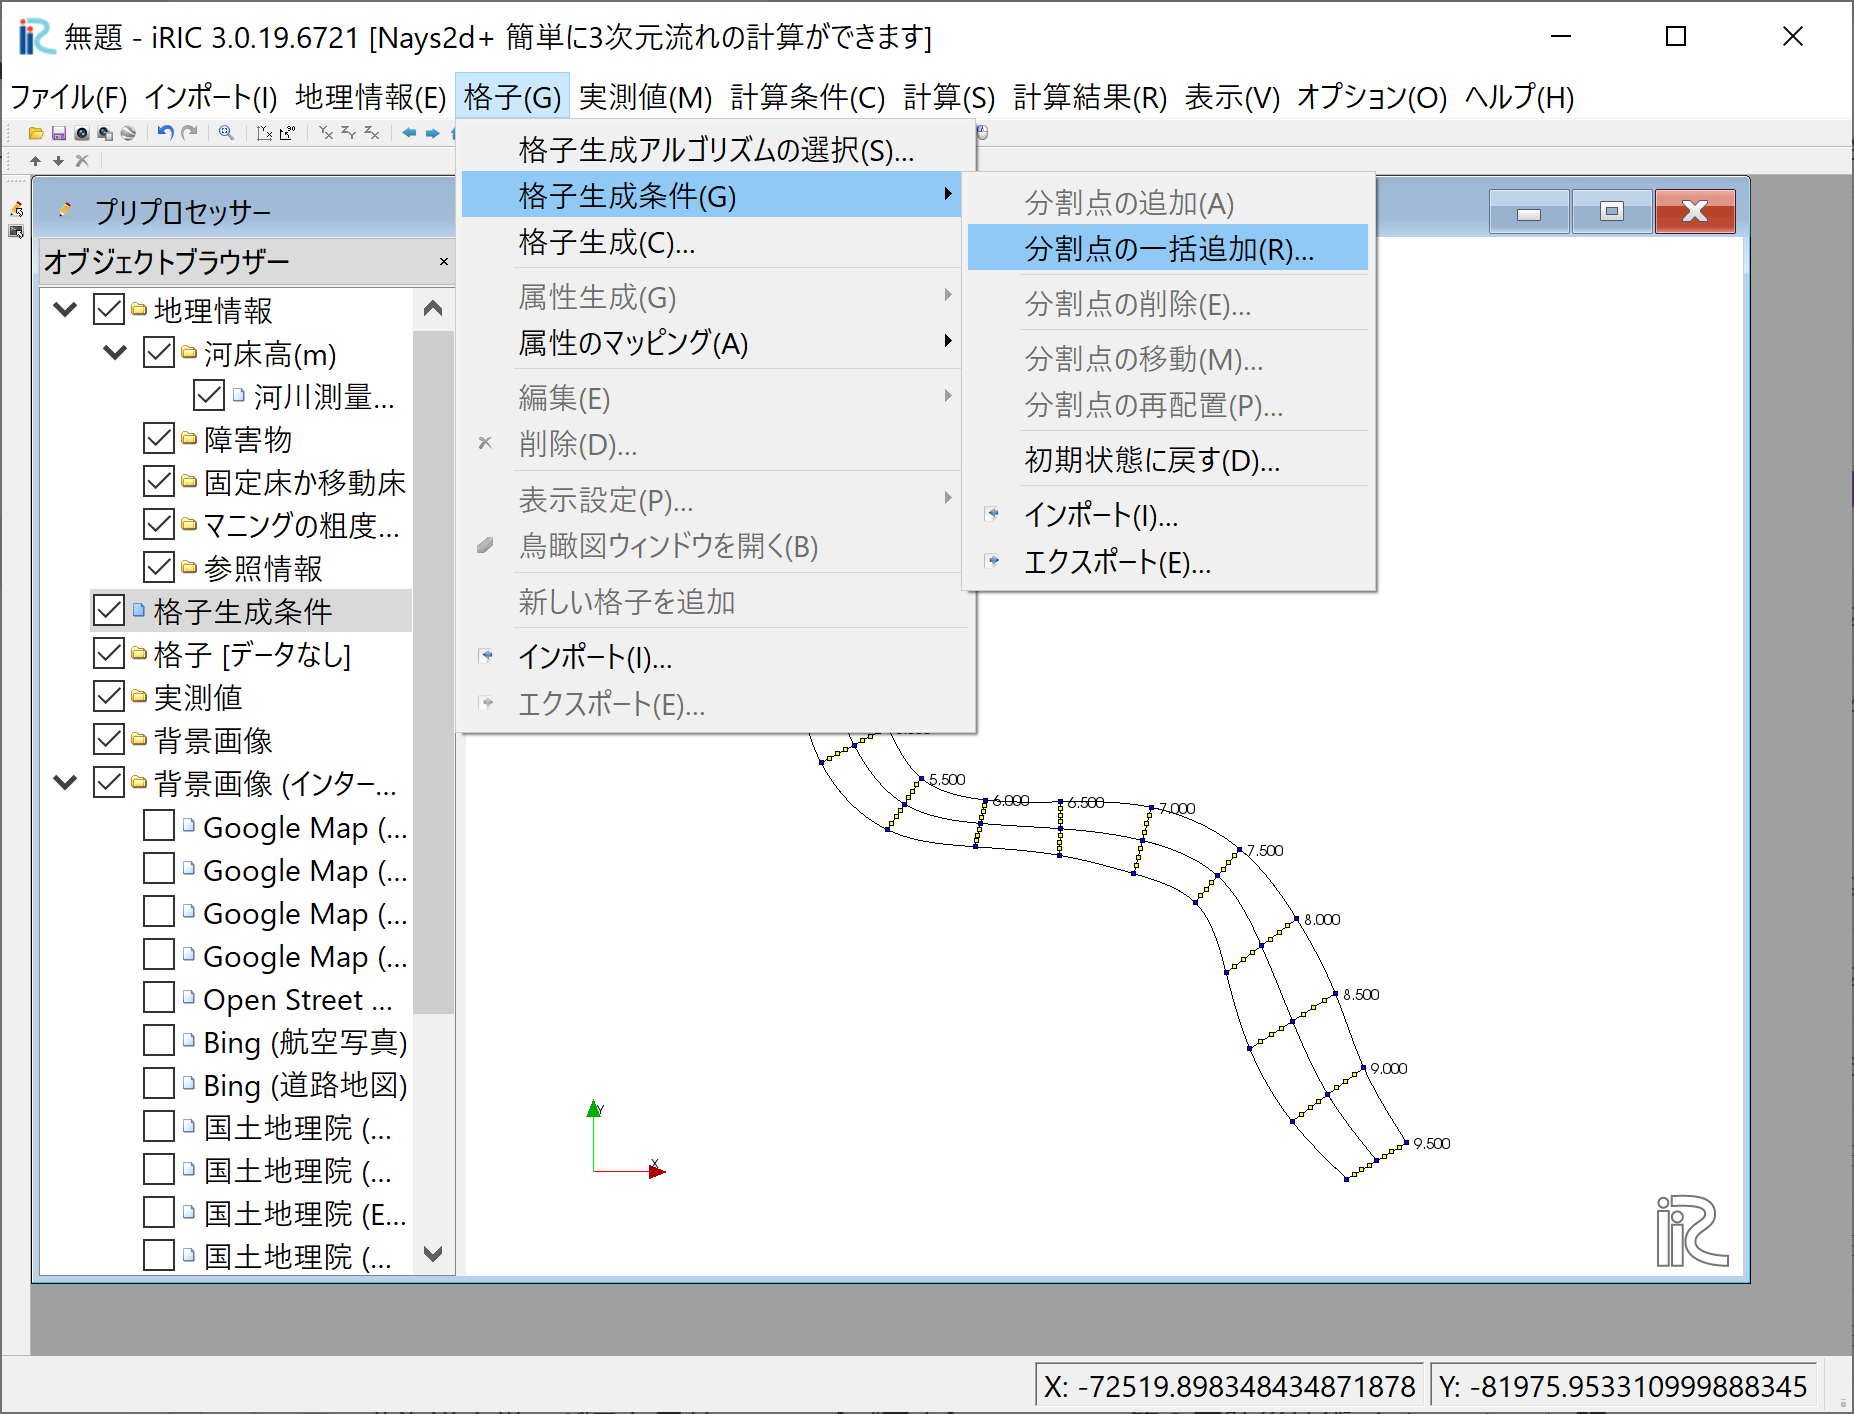 無題 - iRIC 3.0.19.6721 [Nays2d+ 簡単に3次元流れの計算ができます]
ファイル(F) インポート(I) 地理情報(E) 格子(G) 実測値(M) 計算条件(C) 計算(S) 計算結果(R) 表示(V) オプション(O) ヘルプ(H)
格子生成アルゴリズムの選択(S)...
格子生成条件(G)
格子生成(C)...
属性生成(G)
属性のマッピング(A)
編集(E)
削除(D)...
表示設定(P)...
鳥瞰図ウィンドウを開く(B)
新しい格子を追加
インポート(I)...
エクスポート(E)...
分割点の追加(A)
分割点の一括追加(R)...
分割点の削除(E)...
分割点の移動(M)...
分割点の再配置(P)...
初期状態に戻す(D)...
インポート(I)...
エクスポート(E)...
プリプロセッサー
オブジェクトブラウザー
地理情報
河床高(m)
河川測量...
障害物
固定床か移動床
マニングの粗度...
参照情報
格子生成条件
格子 [データなし]
実測値
背景画像
背景画像 (インター...
Google Map (...
Google Map (...
Google Map (...
Google Map (...
Open Street ...
Bing (航空写真)
Bing (道路地図)
国土地理院 (...
国土地理院 (...
国土地理院 (E...
国土地理院 (...
5.500
6.000
6.500
7.000
7.500
8.000
8.500
9.000
9.500
Y
X
iRIC
X: -72519.898348434871878
Y: -81975.953310999888345